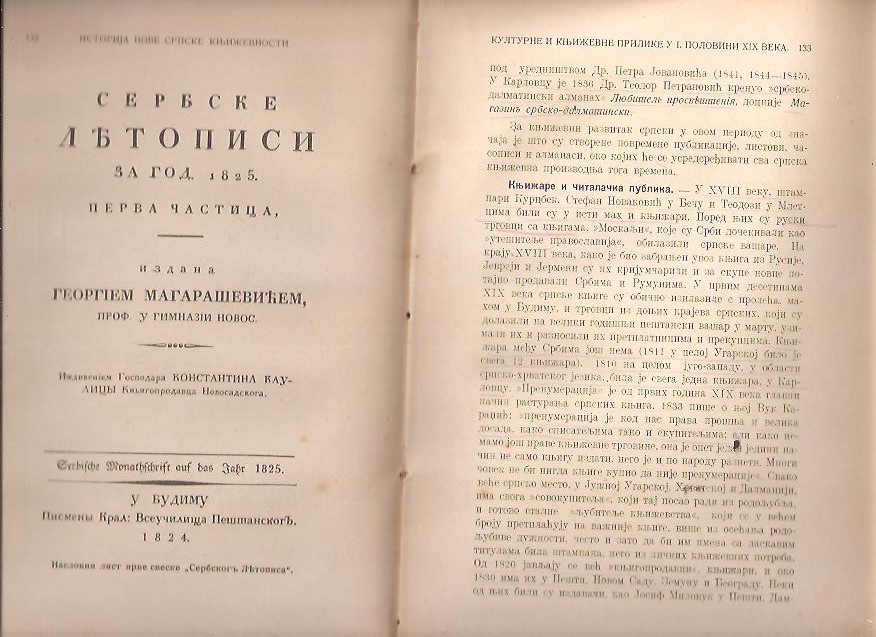 132 ИСТОРИЈА НОВЕ СРПСКЕ КЊИЖЕВНОСТИ
СЕРБСКЕ
ЛѢТОПИСИ
ЗА ГОД. 1825.
ПЕРВА ЧАСТИЦА,
издана
ГЕОРГІЕМ МАГАРАШЕВИЋЕМ,
ПРОФ. У ГИМНАЗІИ НОВОС.
Иждивенієм Господара КОНСТАНТИНА КАУ-
ЛИЦЫ Книгопродавца Новосадского.
Serbische Monathschrift auf das Jahr 1825.
У БУДИМУ
Писмены Крал: Всеучилища Пештанскогъ.
1824.
Насловни лист прве свеске „Сербскогъ Лѣтописа“.
КУЛТУРНЕ И КЊИЖЕВНЕ ПРИЛИКЕ У I. ПОЛОВИНИ XIX ВЕКА. 133
под уредништвом Др. Петра Јовановића (1841, 1844—1845).
У Карловцу је 1836 Др. Теодор Петрановић кренуо »србско-
далматински алманах« Любитель просвѣштенія, доцније Ма-
газинъ србско-далматински.
За књижевни развитак српски у овом периоду од зна-
чаја је што су створене повремене публикације, листови, ча-
сописи и алманаси, око којих ће се усредсређивати сва српска
књижевна производња тога времена.
Књижаре и читалачка публика. — У XVIII веку, штам-
пари Курцбек, Стефан Новаковић у Бечу и Теодози у Млет-
цима били су у исти мах и књижари. Поред њих су руски
трговци са књигама, »Москаљи«, које су Срби дочекивали као
»утешитеље православија«, обилазили српске вашаре. На
крају XVIII века, како је био забрањен увоз књига из Русије,
Јевреји и Јермени су их кријумчарили и за скупе новце по-
тајно продавали Србима и Румунима. У првим десетинама
XIX века српске књиге су обично излазиле с пролећа, ма-
хом у Будиму, и трговци из доњих крајева српских, који су
долазили на велики годишњи пештански вашар у марту, узи-
мали их и разносили их претплатницима и прекупцима. Књи-
жара међу Србима још нема (1811 у целој Угарској било је
свега 12 књижара). 1810 на целом југо-западу, у области
српско-хрватског језика, била је свега једна књижара, у Кар-
ловцу. »Пренумерација« је од првих година XIX века главни
начин растурања српских књига. 1833 пише о њој Вук Ка-
раџић: »пренумерација је код нас права прошња и велика
досада, како списатељима тако и скупитељима; али како не-
мамо још праве књижевне трговине, она је опет један једини на-
чин не само књигу издати, него је и по народу разнети. Многи
човек не би нигда књиге купио да није пренумерације«. Свако
веће српско место, у Јужној Угарској, Хрватској и Далмацији,
има свога »совокупитеља«, који тај посао ради из родољубља,
и готово сталне »љубитеље књижевства«, који се у већем
броју претплаћују на важније књиге, више из осећања родо-
љубиве дужности, често и зато да би им имена са ласкавим
титулама била штампана, него из личних књижевних потреба.
Од 1820 јављају се већ »књигопродавци«, књижари, и око
1830 има их у Пешти, Новом Саду, Земуну и Београду. Неки
од њих били су издавачи, као Јосиф Миловук у Пешти, Дам-